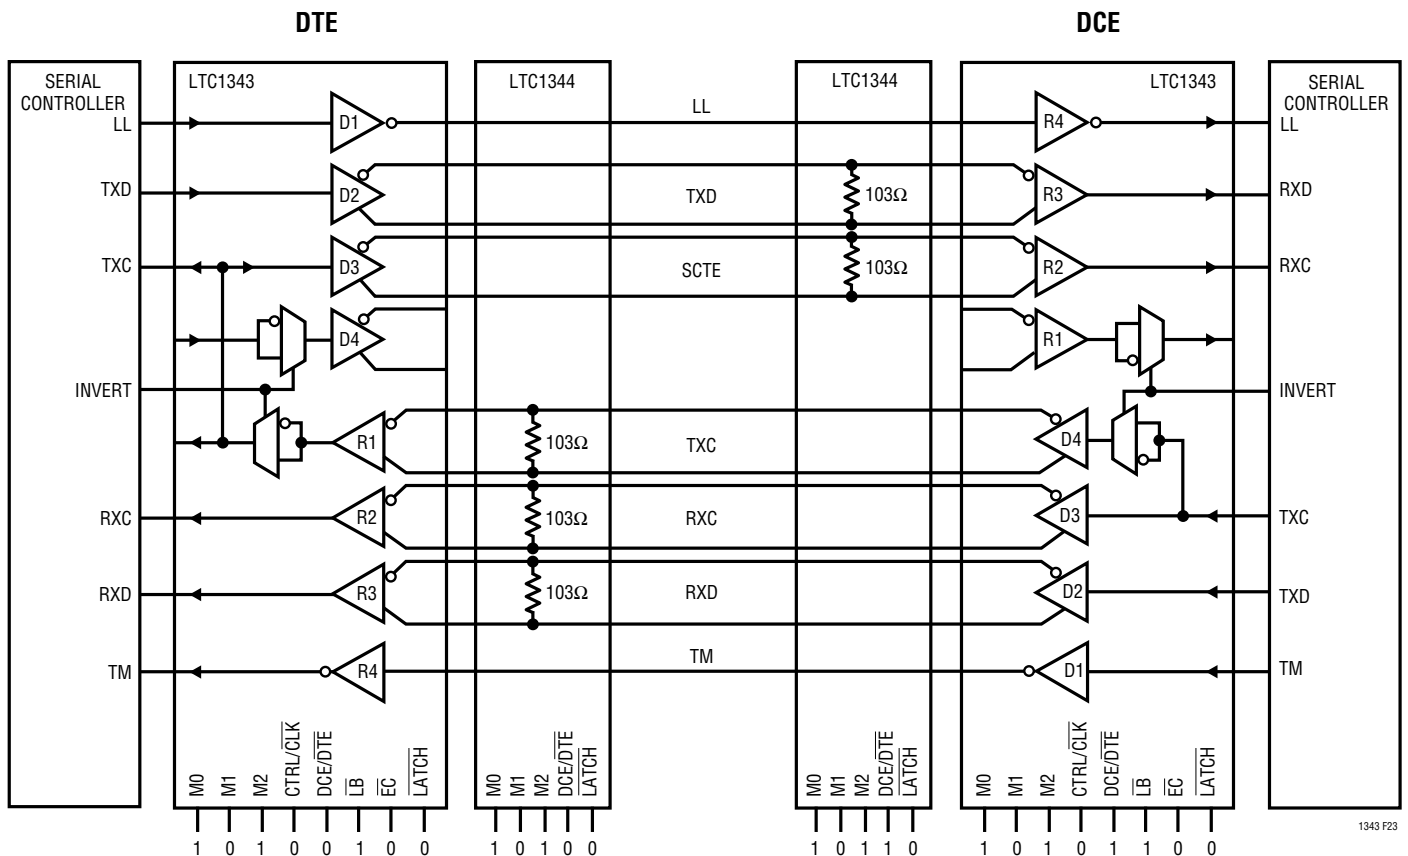 DTE
DCE
SERIAL
CONTROLLER
LTC1343
LTC1344
LTC1344
LTC1343
SERIAL
CONTROLLER
LL
D1
LL
R4
LL
TXD
D2
TXD
103Ω
R3
RXD
TXC
D3
SCTE
103Ω
R2
RXC
D4
R1
INVERT
INVERT
R1
103Ω
TXC
D4
RXC
R2
103Ω
RXC
D3
TXC
RXD
R3
103Ω
RXD
D2
TXD
TM
R4
TM
D1
TM
M0
M1
M2
CTRL/CLK
DCE/DTE
LB
EC
LATCH
M0
M1
M2
DCE/DTE
LATCH
M0
M1
M2
DCE/DTE
LATCH
M0
M1
M2
CTRL/CLK
DCE/DTE
LB
EC
LATCH
1343 F23
1 0 1 0 0 1 0 0
1 0 1 0 0
1 0 1 1 0
1 0 1 0 1 1 0 0